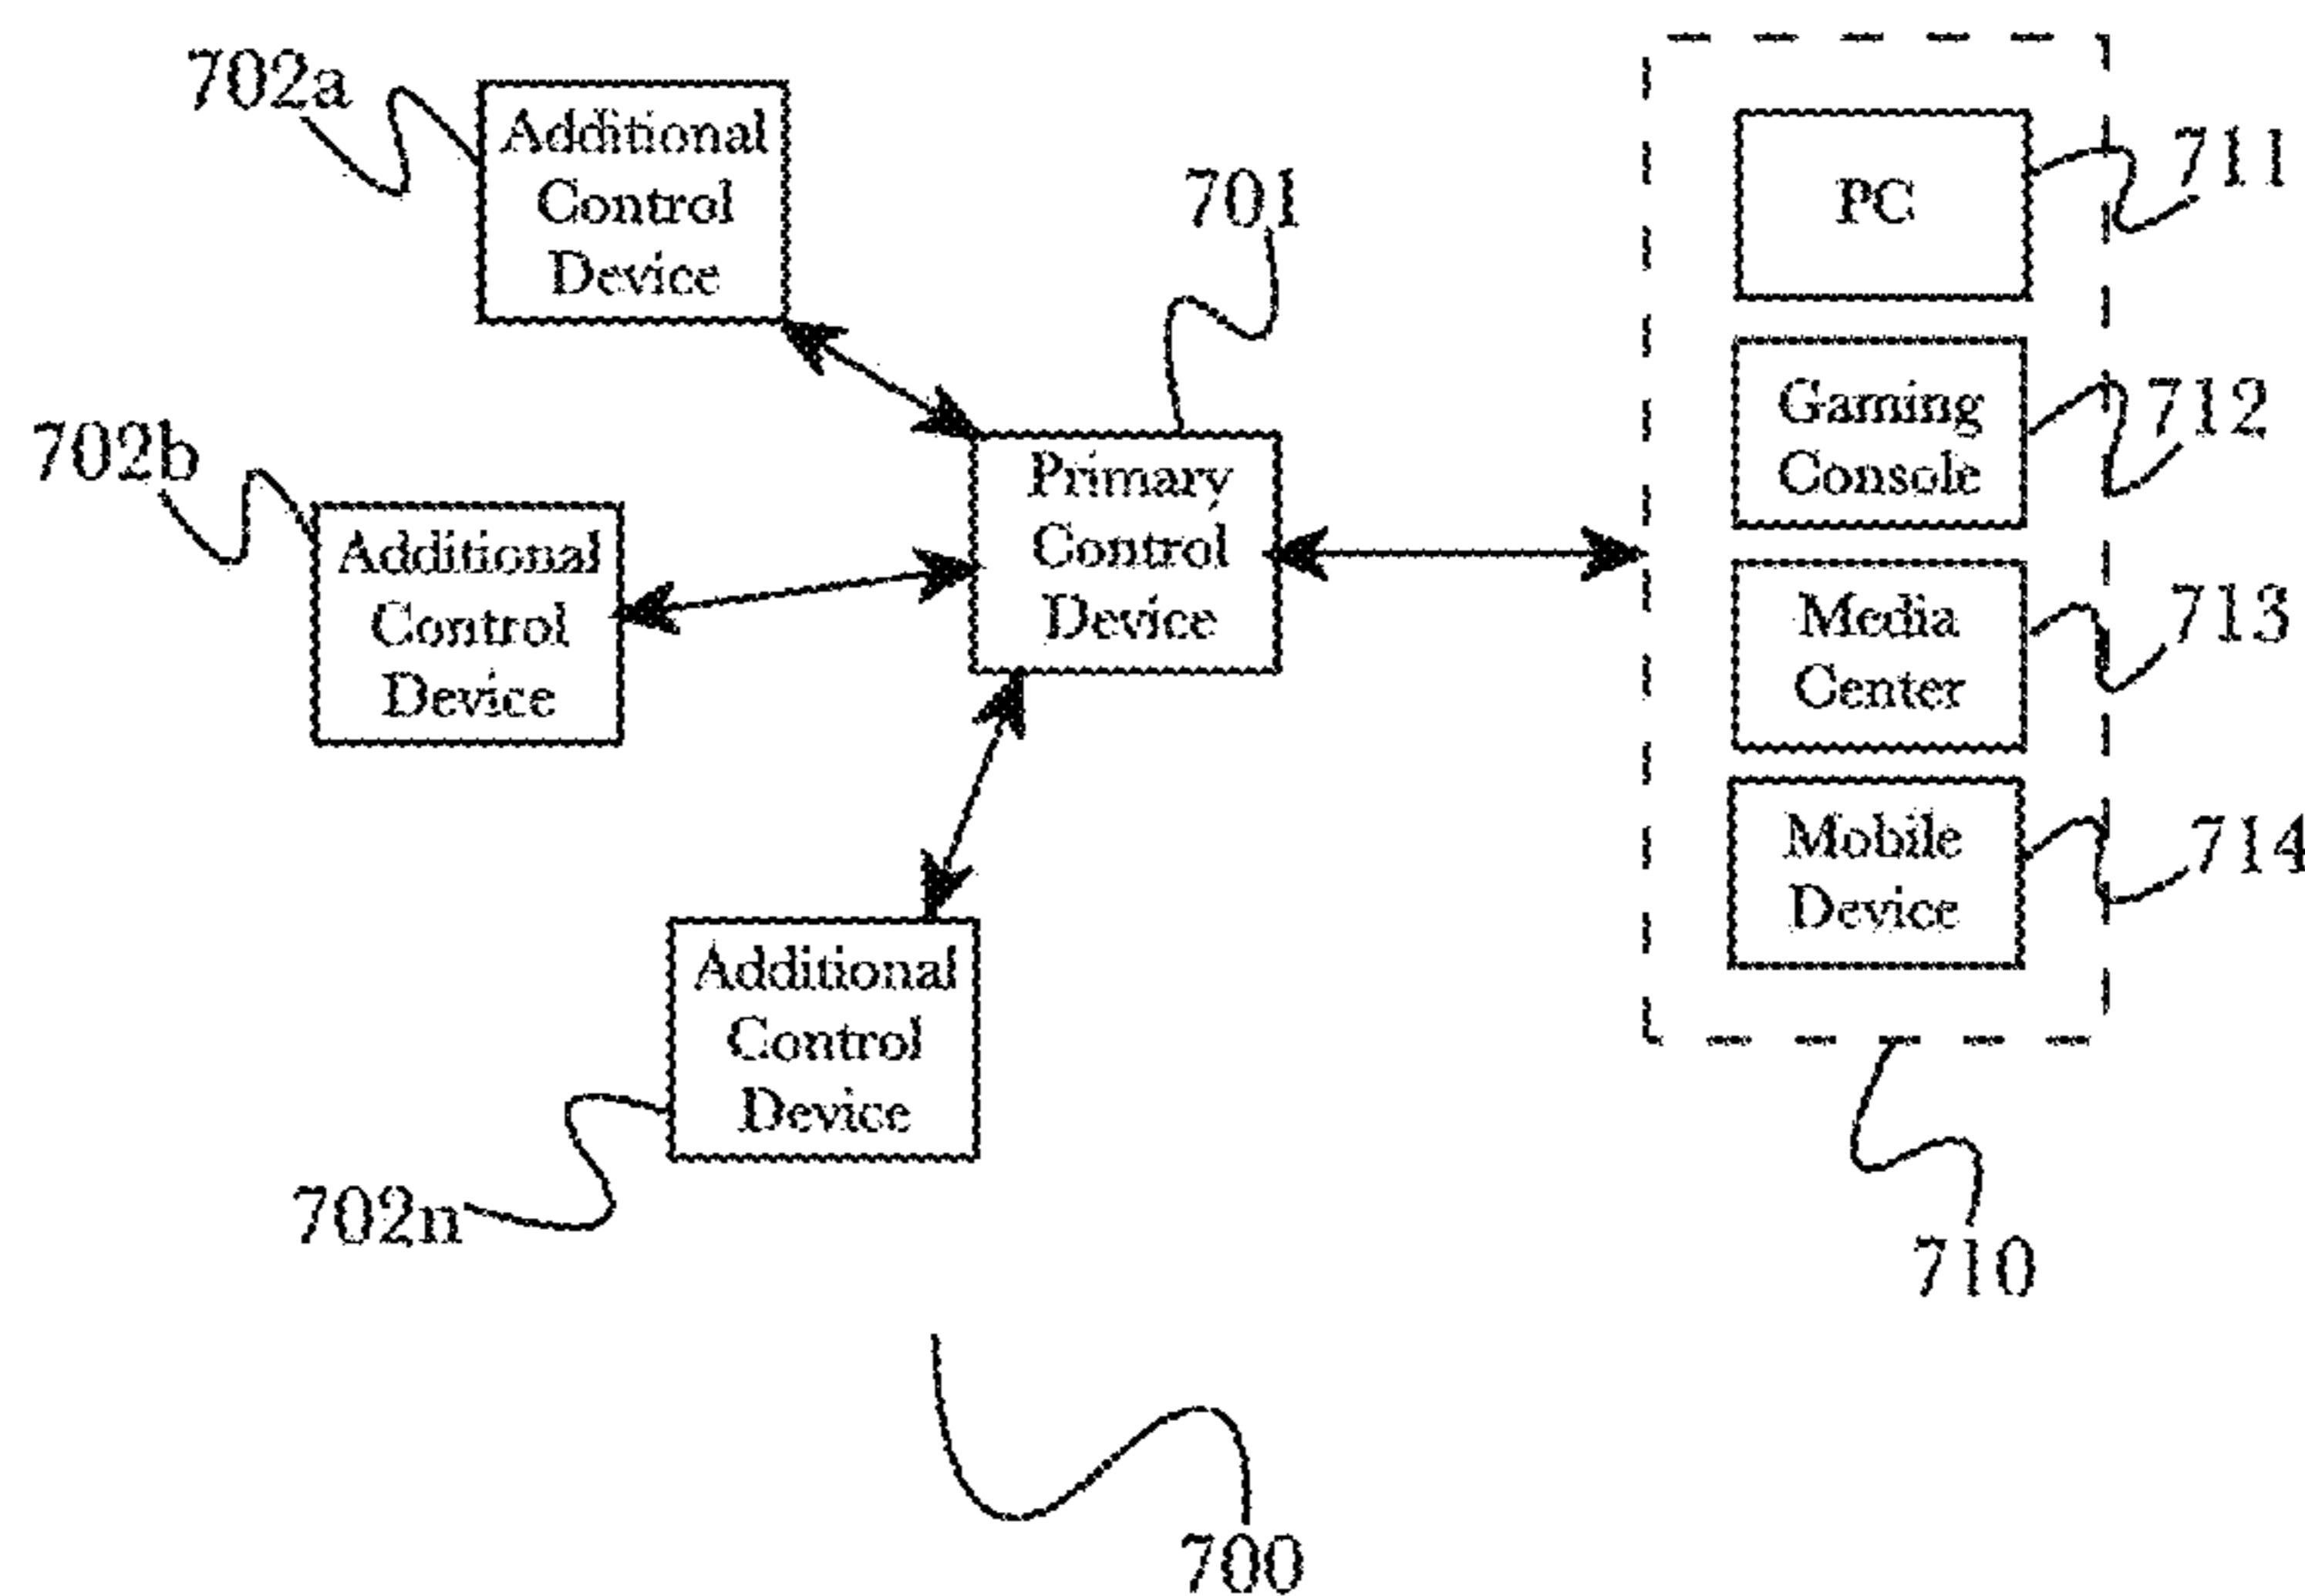 702a
Additional
Control
Device
701
702b
Additional
Control
Device
Primary
Control
Device
702n
Additional
Control
Device
PC
711
Gaming
Console
712
Media
Center
713
Mobile
Device
714
710
700